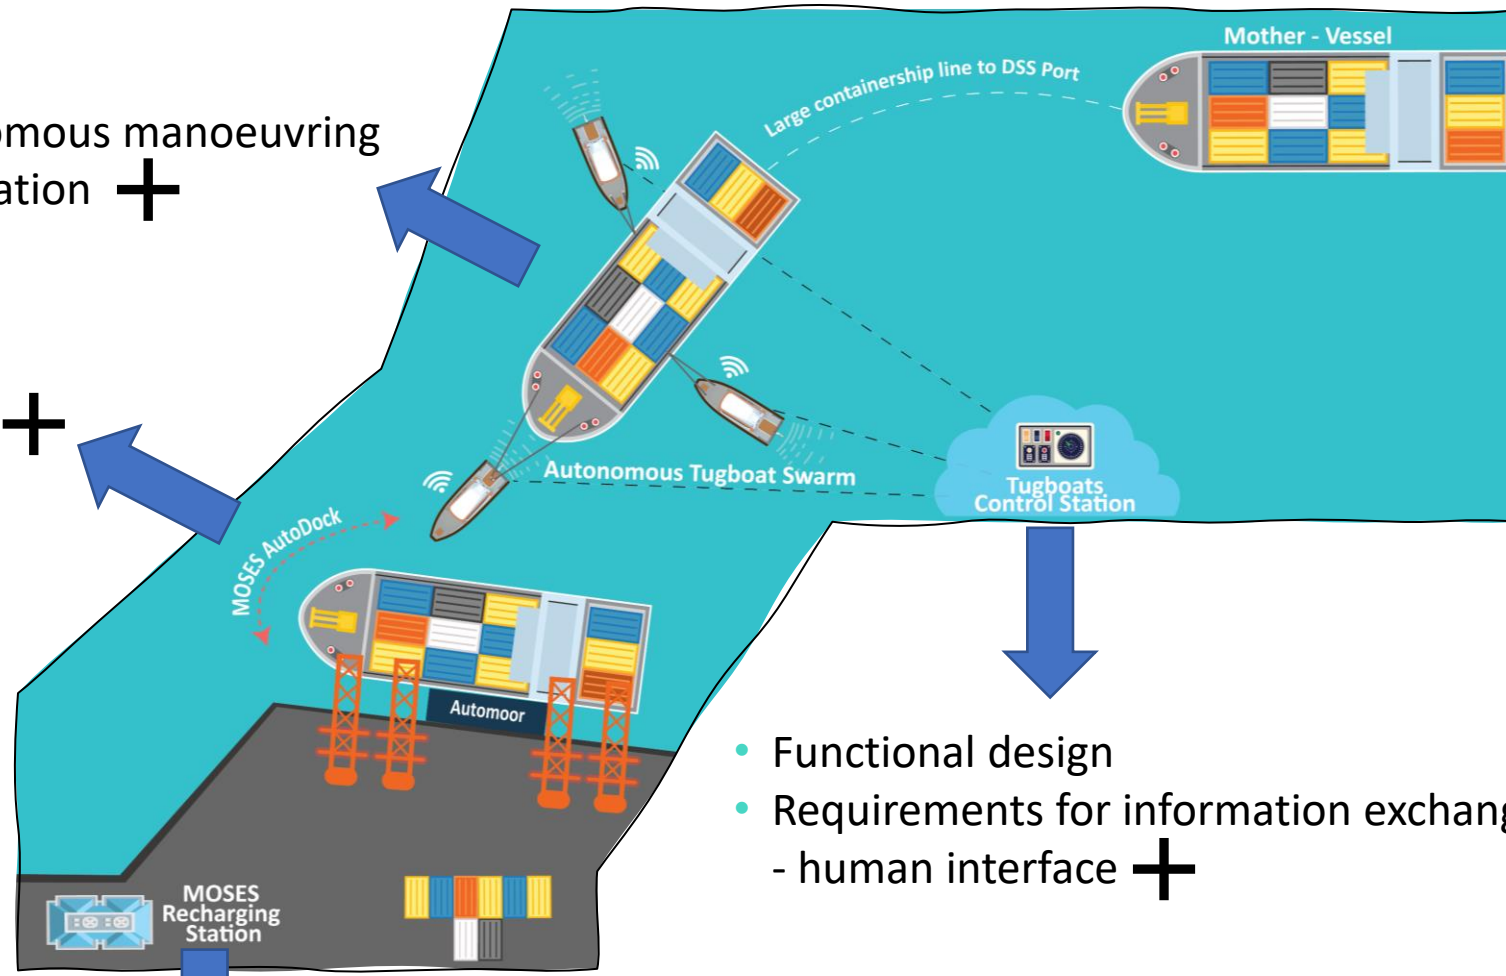 Mother - Vessel
Large containership line to DSS Port
omous manoeuvring
ation +
+
Autonomous Tugboat Swarm
Tugboats
Control Station
MOSES AutoDock
Automoor
• Functional design
• Requirements for information exchang
- human interface +
MOSES
Recharging
Station